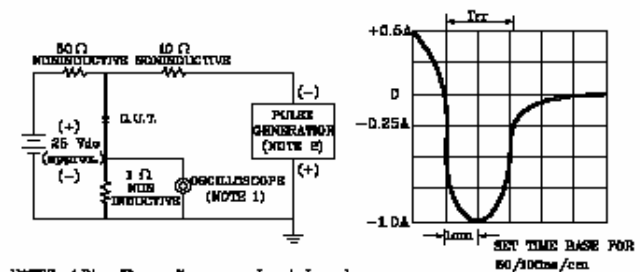 50 Ω
NONINDUCTIVE
10 Ω
NONINDUCTIVE
(+)
25 Vdc
(approx.)
(−)
D.U.T.
1 Ω
NON
INDUCTIVE
OSCILLOSCOPE
(NOTE 1)
(−)
PULSE
GENERATION
(NOTE 2)
(+)
Trr
+0.5A
0
-0.25A
-1.0A
1cm
SET TIME BASE FOR
50/100ns/cm